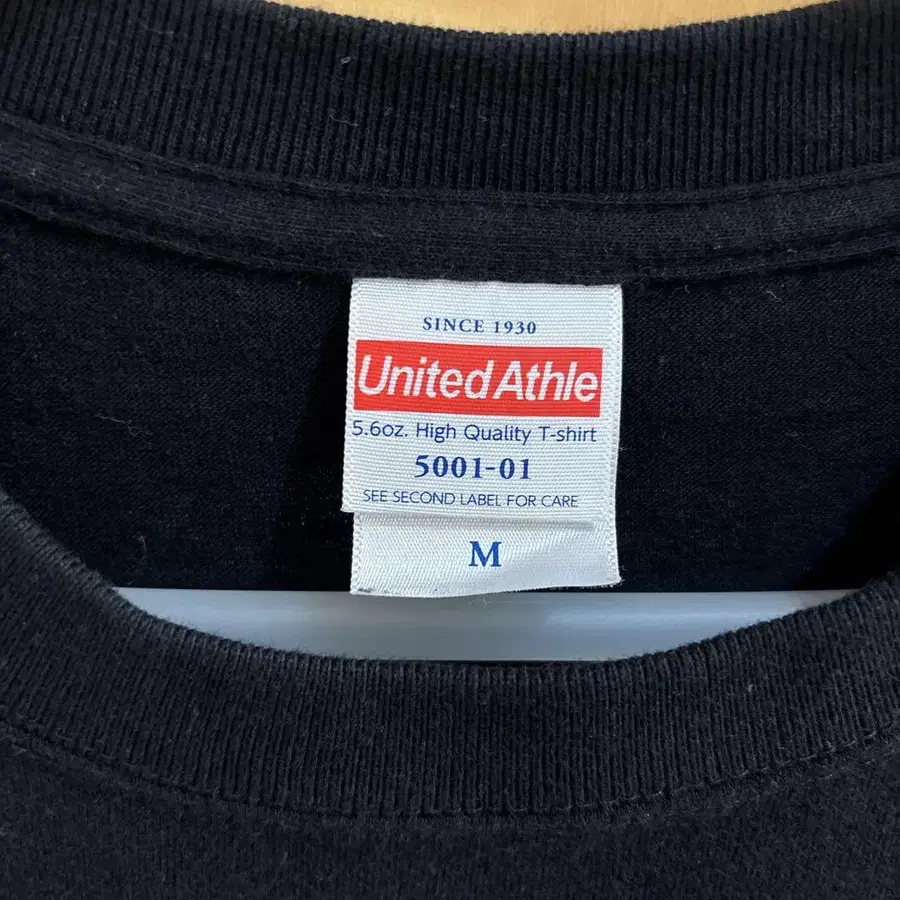 SINCE 1930
United Athle
5.6oz. High Quality T-shirt
5001-01
SEE SECOND LABEL FOR CARE
M